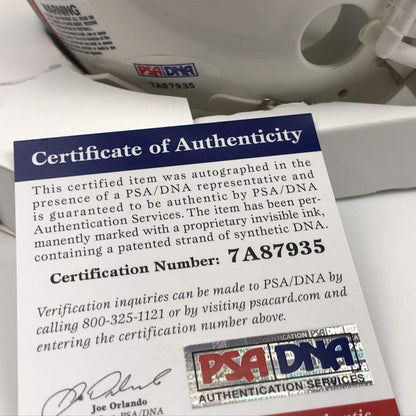 WARNING
PSA DNA
7A87935
Certificate of Authenticity
This certified item was autographed in the
presence of a PSA/DNA representative and
is guaranteed to be authentic by PSA/DNA
Authentication Services. The item has been per-
manently marked with a proprietary invisible ink,
containing a patented strand of synthetic DNA.
Certification Number: 7A87935
Verification inquiries can be made to PSA/DNA by
calling 800-325-1121 or by visiting psacard.com and
entering the certification number above.
PSA DNA
AUTHENTICATION SERVICES
Joe Orlando
PSA/DNA